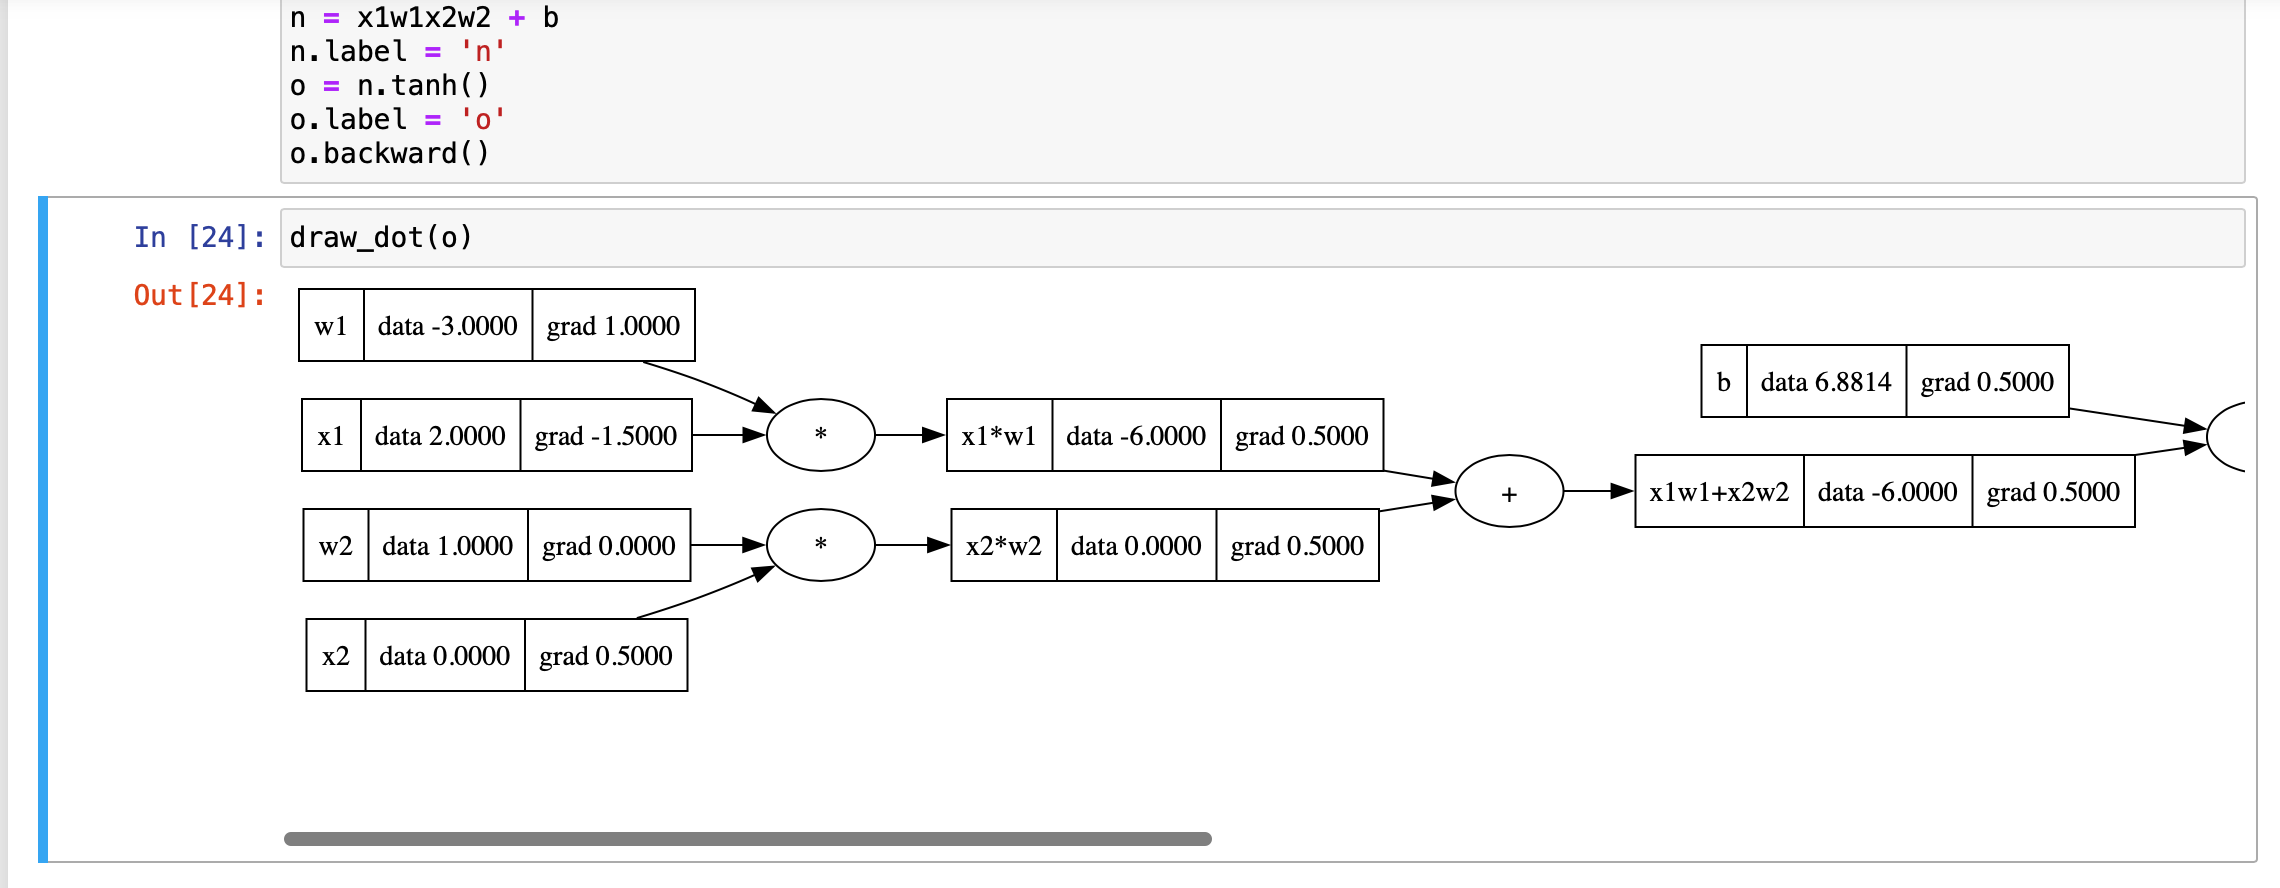 n = x1w1x2w2 + b
n.label = 'n'
o = n.tanh()
o.label = 'o'
o.backward()
In [24]: draw_dot(o)
Out[24]:
w1 data -3.0000 grad 1.0000
b data 6.8814 grad 0.5000
x1 data 2.0000 grad -1.5000 * x1*w1 data -6.0000 grad 0.5000
+ x1w1+x2w2 data -6.0000 grad 0.5000
w2 data 1.0000 grad 0.0000 * x2*w2 data 0.0000 grad 0.5000
x2 data 0.0000 grad 0.5000